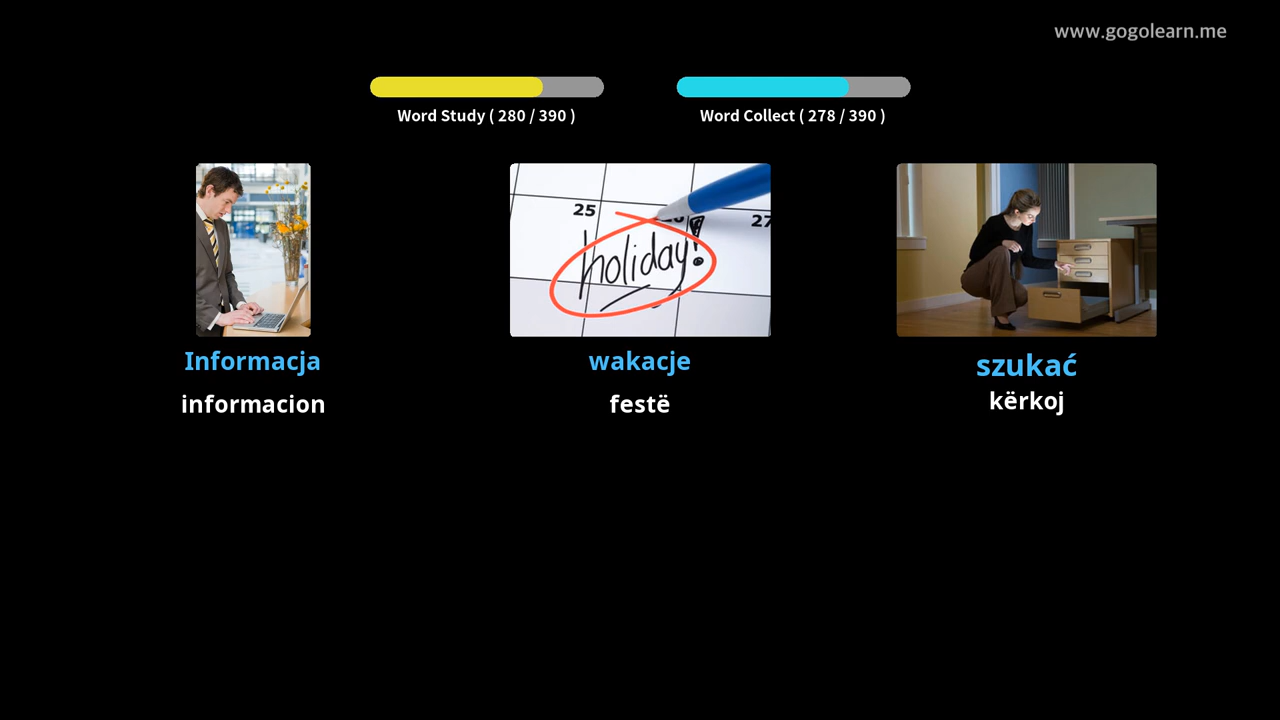 www.gogolearn.me
Word Study ( 280 / 390 )
Word Collect ( 278 / 390 )
25
27
holiday!
Informacja
wakacje
szukać
informacion
festë
kërkoj